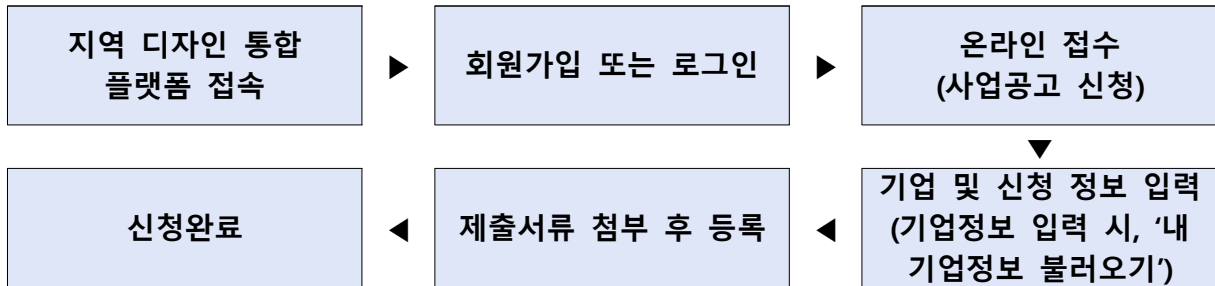 지역 디자인 통합
플랫폼 접속
▶
회원가입 또는 로그인
▶
온라인 접수
(사업공고 신청)
▼
기업 및 신청 정보 입력
(기업정보 입력 시, ‘내
기업정보 불러오기’)
◀
제출서류 첨부 후 등록
◀
신청완료